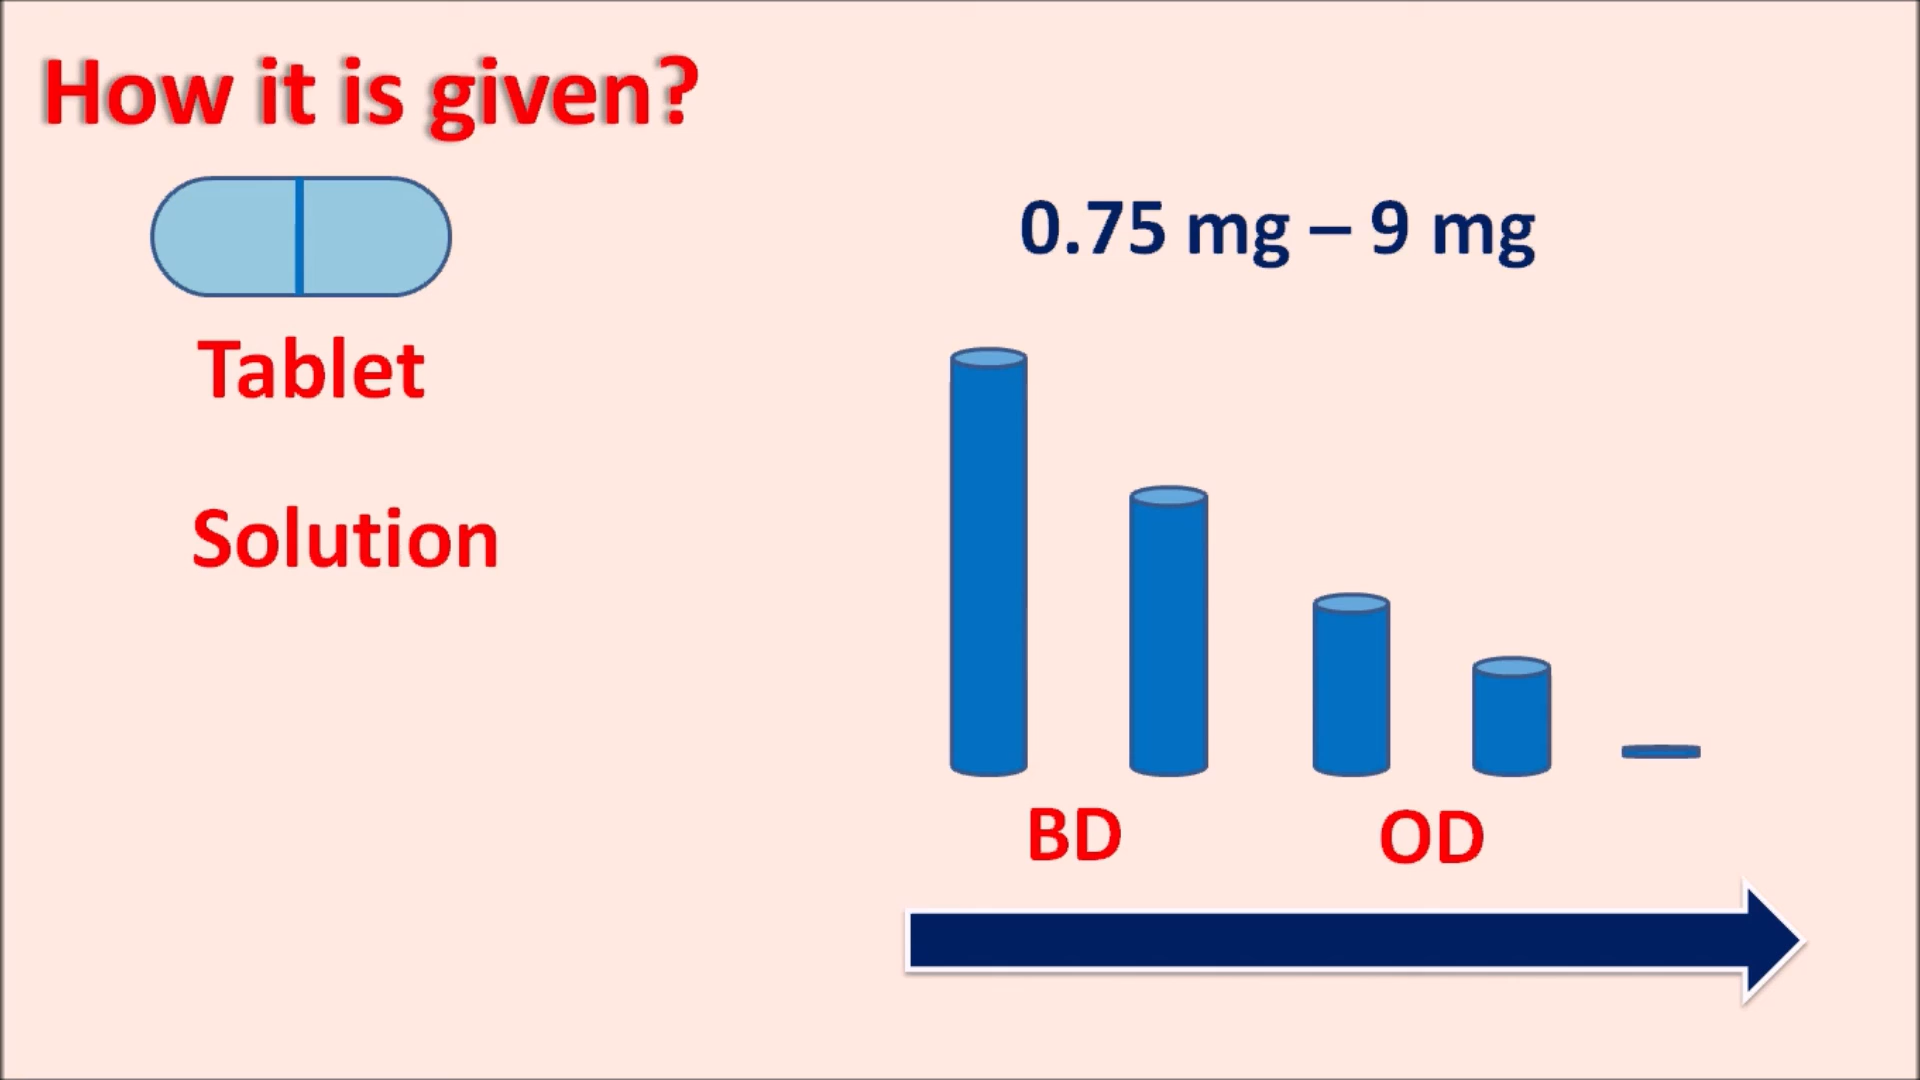 How it is given?
Tablet
Solution
0.75 mg – 9 mg
BD
OD